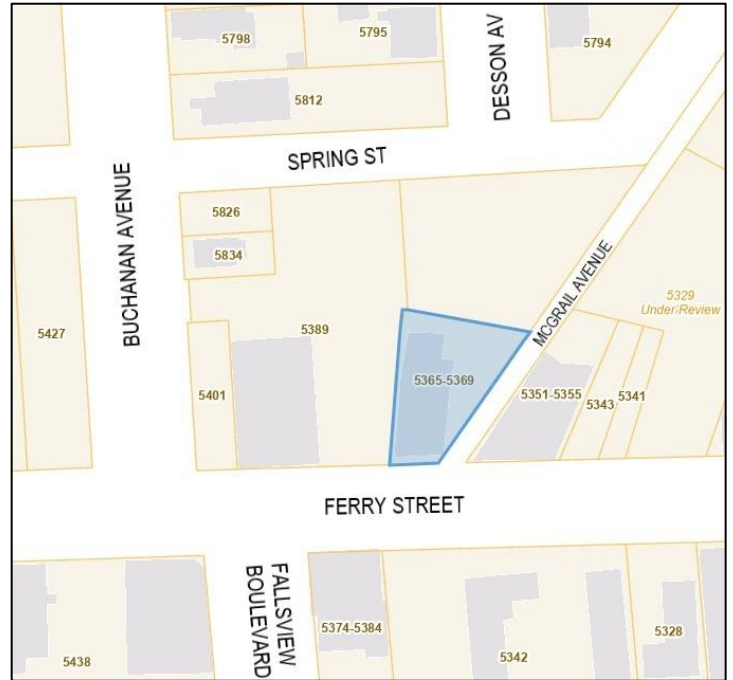 5798
5795
DESSON AV
5794
5812
SPRING ST
BUCHANAN AVENUE
5826
5834
MCGRAIL AVENUE
5329
Under Review
5427
5389
5401
5365-5369
5351-5355
5343
5341
FERRY STREET
FALLSVIEW
BOULEVARD
5374-5384
5328
5438
5342